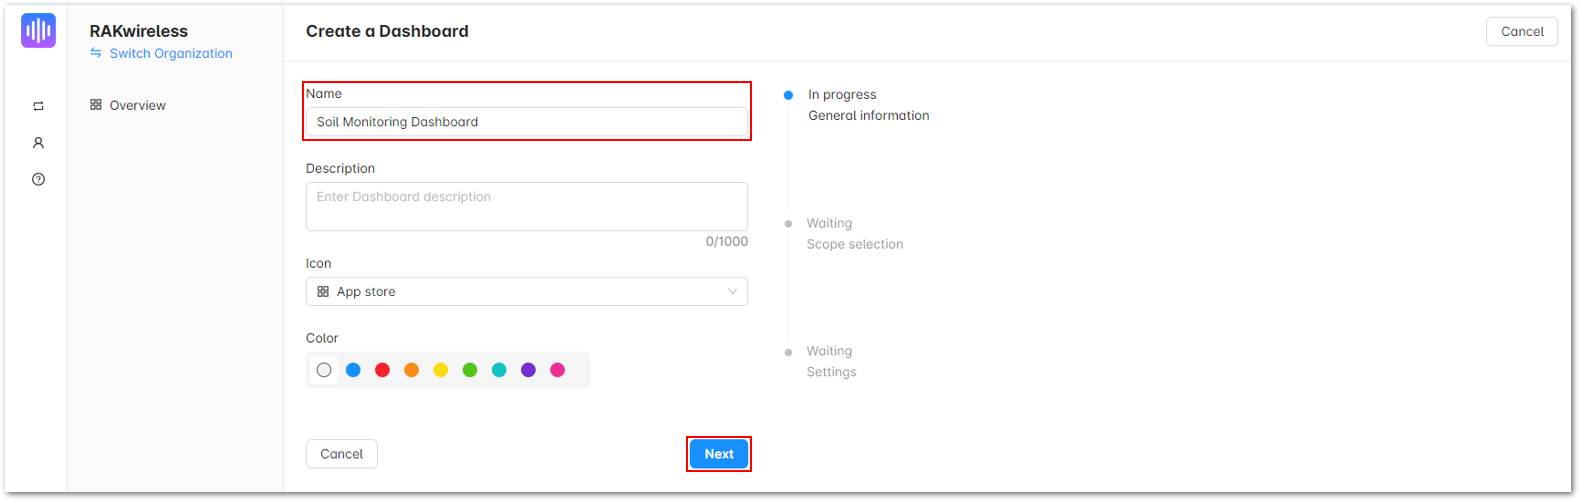 RAKwireless
Switch Organization
Overview
Create a Dashboard
Cancel
Name
Soil Monitoring Dashboard
Description
Enter Dashboard description
0/1000
Icon
App store
Color
Cancel
Next
In progress
General information
Waiting
Scope selection
Waiting
Settings